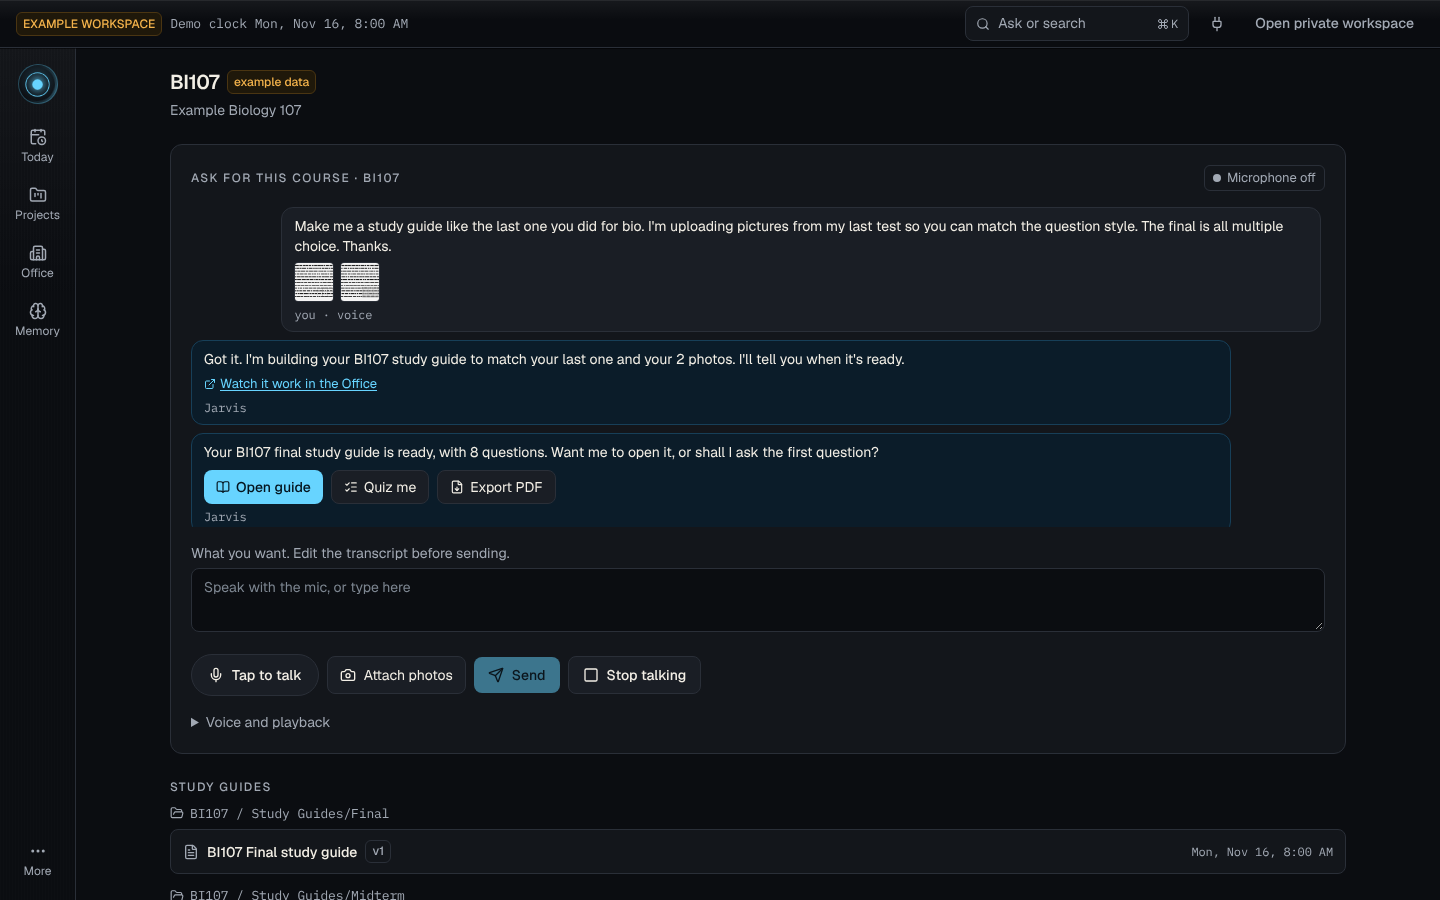 EXAMPLE WORKSPACE
Demo clock Mon, Nov 16, 8:00 AM
Ask or search
⌘K
Open private workspace
Today
Projects
Office
Memory
More
BI107
example data
Example Biology 107
ASK FOR THIS COURSE · BI107
Microphone off
Make me a study guide like the last one you did for bio. I'm uploading pictures from my last test so you can match the question style. The final is all multiple
choice. Thanks.
you · voice
Got it. I'm building your BI107 study guide to match your last one and your 2 photos. I'll tell you when it's ready.
Watch it work in the Office
Jarvis
Your BI107 final study guide is ready, with 8 questions. Want me to open it, or shall I ask the first question?
Open guide
Quiz me
Export PDF
Jarvis
What you want. Edit the transcript before sending.
Speak with the mic, or type here
Tap to talk
Attach photos
Send
Stop talking
Voice and playback
STUDY GUIDES
BI107 / Study Guides/Final
BI107 Final study guide
v1
Mon, Nov 16, 8:00 AM
BI107 / Study Guides/Midterm